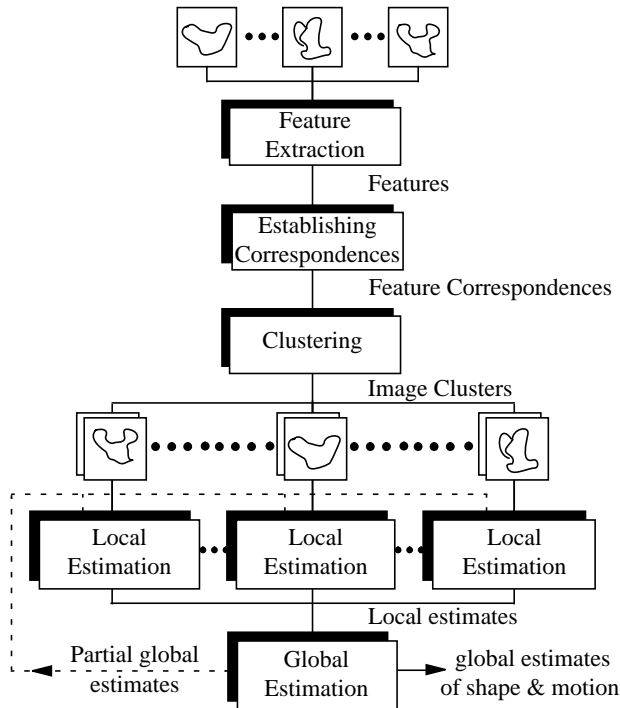 Feature
Extraction
Features
Establishing
Correspondences
Feature Correspondences
Clustering
Image Clusters
Local
Estimation
Local
Estimation
Local
Estimation
Local estimates
Partial global
estimates
Global
Estimation
global estimates
of shape & motion